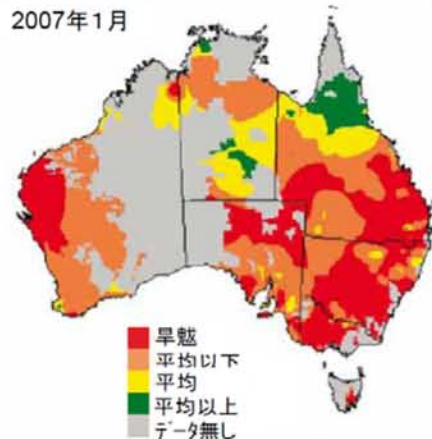 2007年1月
旱魃
平均以下
平均
平均以上
データ無し